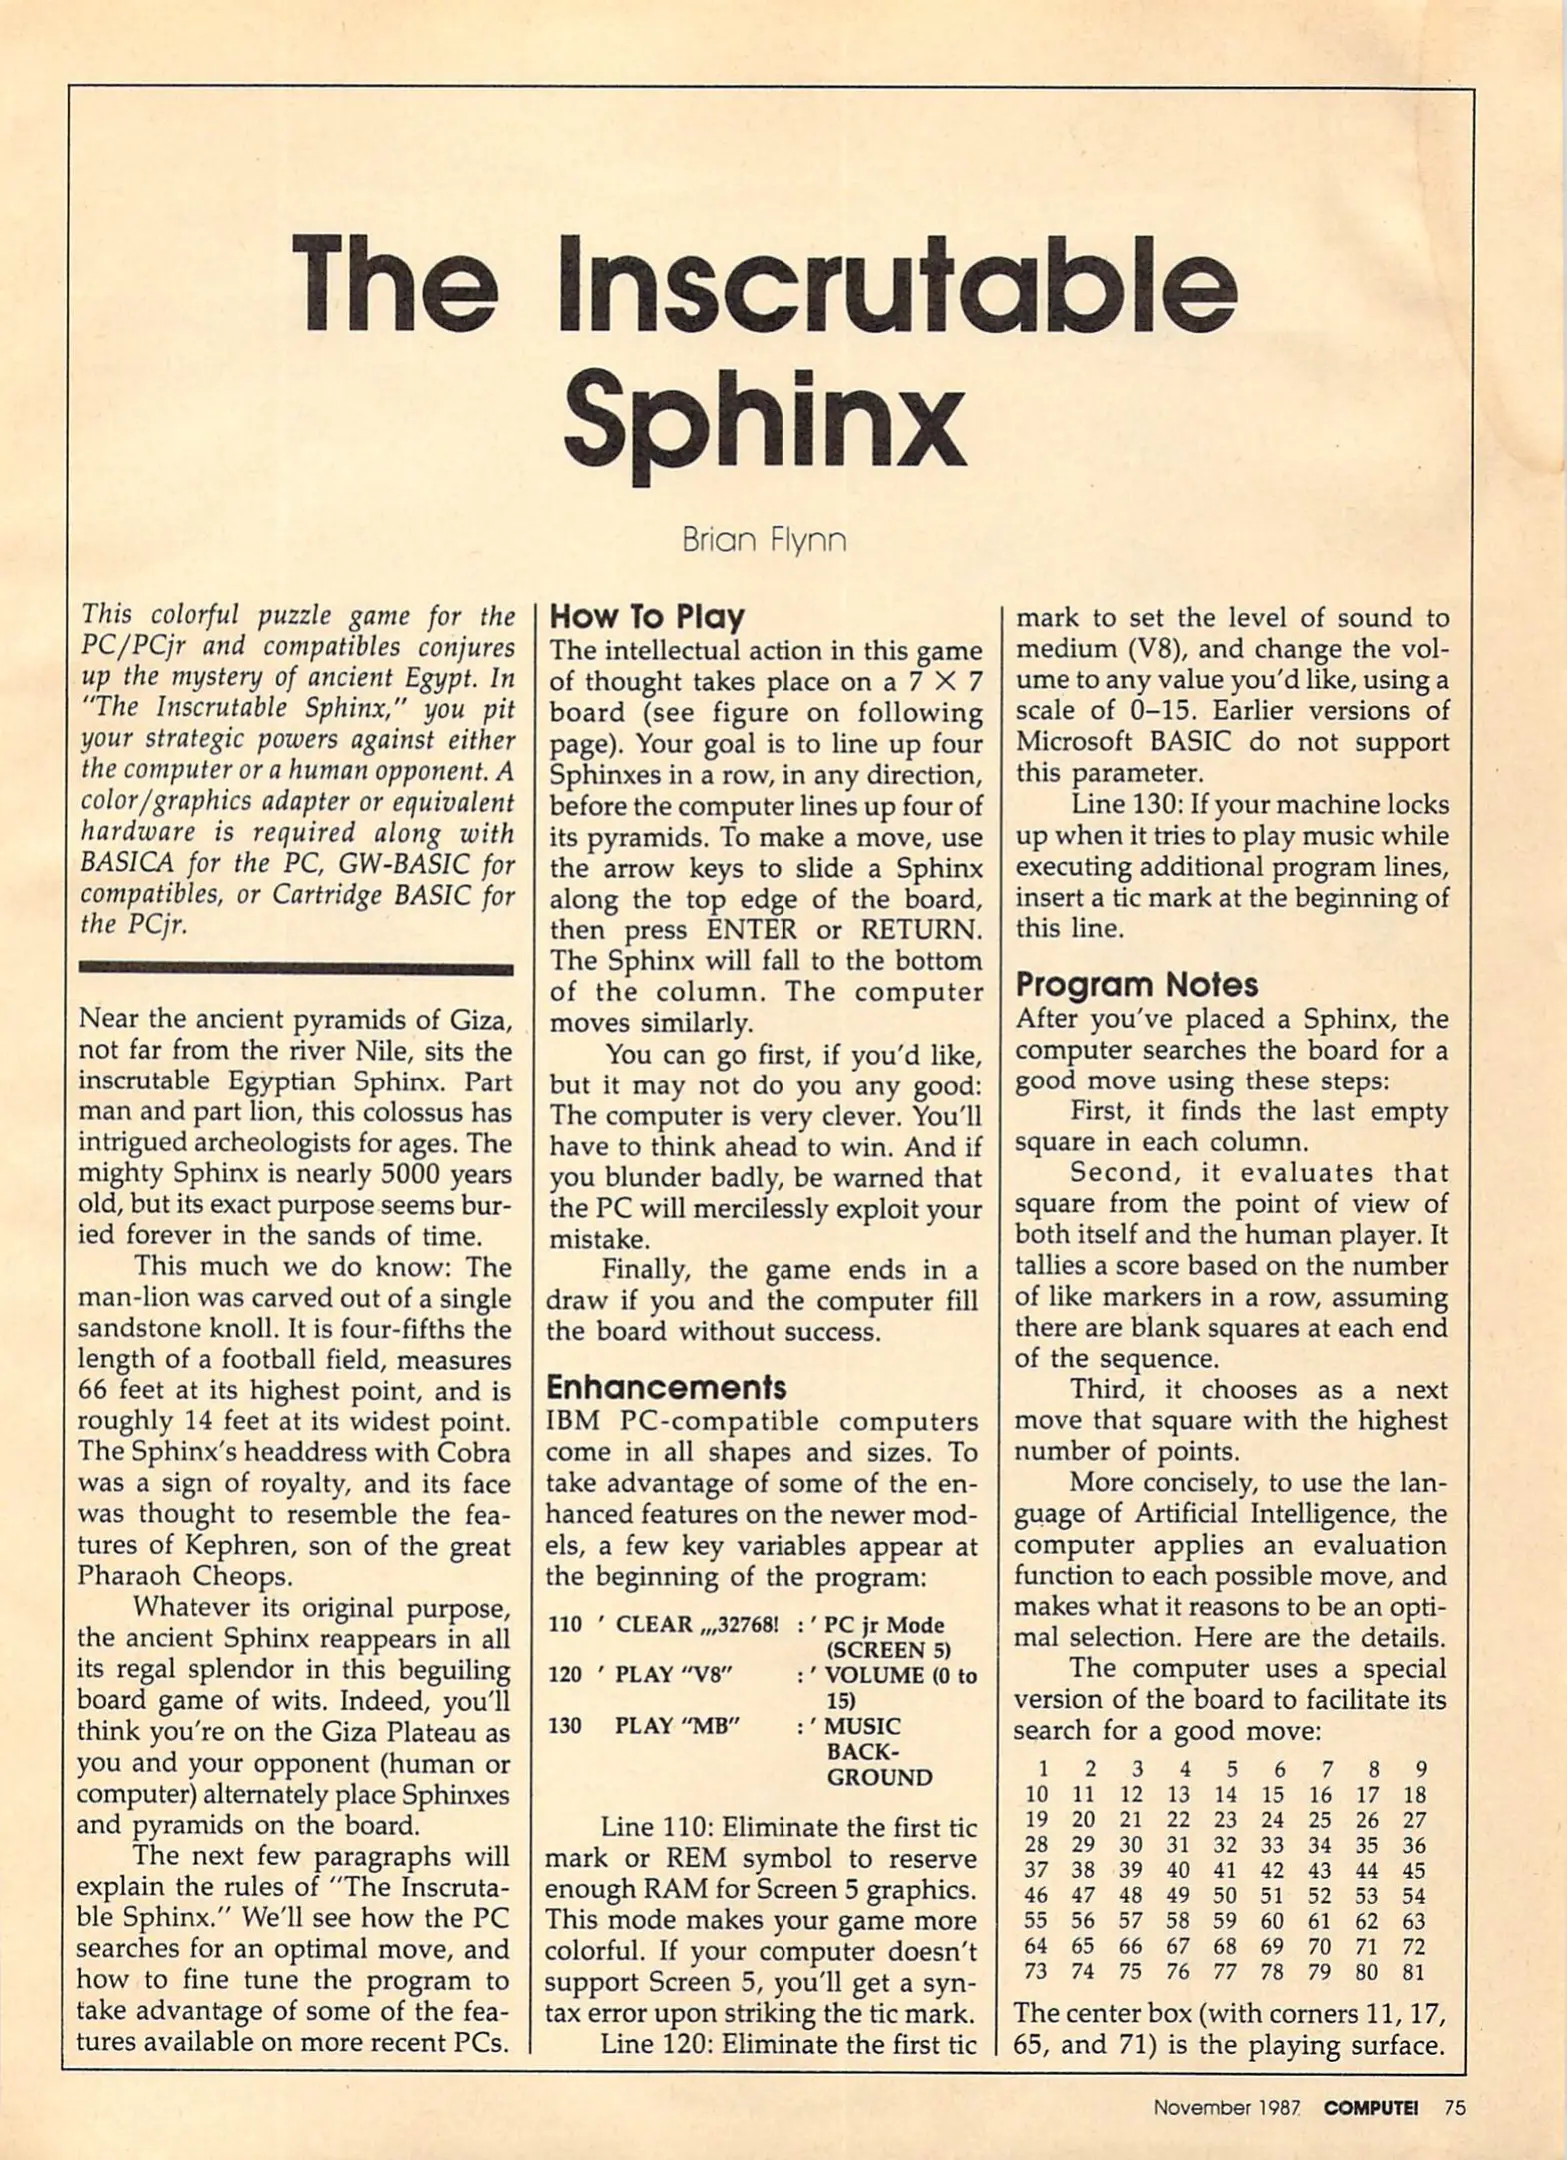 The Inscrutable
Sphinx
Brian Flynn
This colorful puzzle game for the
PC/PCjr and compatibles conjures
up the mystery of ancient Egypt. In
"The Inscrutable Sphinx," you pit
your strategic powers against either
the computer or a human opponent. A
color/graphics adapter or equivalent
hardware is required along with
BASICA for the PC, GW-BASIC for
compatibles, or Cartridge BASIC for
the PCjr.
Near the ancient pyramids of Giza,
not far from the river Nile, sits the
inscrutable Egyptian Sphinx. Part
man and part lion, this colossus has
intrigued archeologists for ages. The
mighty Sphinx is nearly 5000 years
old, but its exact purpose seems bur-
ied forever in the sands of time.
This much we do know: The
man-lion was carved out of a single
sandstone knoll. It is four-fifths the
length of a football field, measures
66 feet at its highest point, and is
roughly 14 feet at its widest point.
The Sphinx's headdress with Cobra
was a sign of royalty, and its face
was thought to resemble the fea-
tures of Kephren, son of the great
Pharaoh Cheops.
Whatever its original purpose,
the ancient Sphinx reappears in all
its regal splendor in this beguiling
board game of wits. Indeed, you'll
think you're on the Giza Plateau as
you and your opponent (human or
computer) alternately place Sphinxes
and pyramids on the board.
The next few paragraphs will
explain the rules of "The Inscruta-
ble Sphinx." We'll see how the PC
searches for an optimal move, and
how to fine tune the program to
take advantage of some of the fea-
tures available on more recent PCs.
How To Play
The intellectual action in this game
of thought takes place on a 7 × 7
board (see figure on following
page). Your goal is to line up four
Sphinxes in a row, in any direction,
before the computer lines up four of
its pyramids. To make a move, use
the arrow keys to slide a Sphinx
along the top edge of the board,
then press ENTER or RETURN.
The Sphinx will fall to the bottom
of the column. The computer
moves similarly.
You can go first, if you'd like,
but it may not do you any good:
The computer is very clever. You'll
have to think ahead to win. And if
you blunder badly, be warned that
the PC will mercilessly exploit your
mistake.
Finally, the game ends in a
draw if you and the computer fill
the board without success.
Enhancements
IBM PC-compatible computers
come in all shapes and sizes. To
take advantage of some of the en-
hanced features on the newer mod-
els, a few key variables appear at
the beginning of the program:
110 ' CLEAR ,,,32768! :' PC jr Mode
(SCREEN 5)
120 ' PLAY "V8" :' VOLUME (0 to
15)
130 PLAY "MB" :' MUSIC
BACK-
GROUND
Line 110: Eliminate the first tic
mark or REM symbol to reserve
enough RAM for Screen 5 graphics.
This mode makes your game more
colorful. If your computer doesn't
support Screen 5, you'll get a syn-
tax error upon striking the tic mark.
Line 120: Eliminate the first tic
mark to set the level of sound to
medium (V8), and change the vol-
ume to any value you'd like, using a
scale of 0–15. Earlier versions of
Microsoft BASIC do not support
this parameter.
Line 130: If your machine locks
up when it tries to play music while
executing additional program lines,
insert a tic mark at the beginning of
this line.
Program Notes
After you've placed a Sphinx, the
computer searches the board for a
good move using these steps:
First, it finds the last empty
square in each column.
Second, it evaluates that
square from the point of view of
both itself and the human player. It
tallies a score based on the number
of like markers in a row, assuming
there are blank squares at each end
of the sequence.
Third, it chooses as a next
move that square with the highest
number of points.
More concisely, to use the lan-
guage of Artificial Intelligence, the
computer applies an evaluation
function to each possible move, and
makes what it reasons to be an opti-
mal selection. Here are the details.
The computer uses a special
version of the board to facilitate its
search for a good move:
1 2 3 4 5 6 7 8 9
10 11 12 13 14 15 16 17 18
19 20 21 22 23 24 25 26 27
28 29 30 31 32 33 34 35 36
37 38 39 40 41 42 43 44 45
46 47 48 49 50 51 52 53 54
55 56 57 58 59 60 61 62 63
64 65 66 67 68 69 70 71 72
73 74 75 76 77 78 79 80 81
The center box (with corners 11, 17,
65, and 71) is the playing surface.
November 1987 COMPUTE! 75